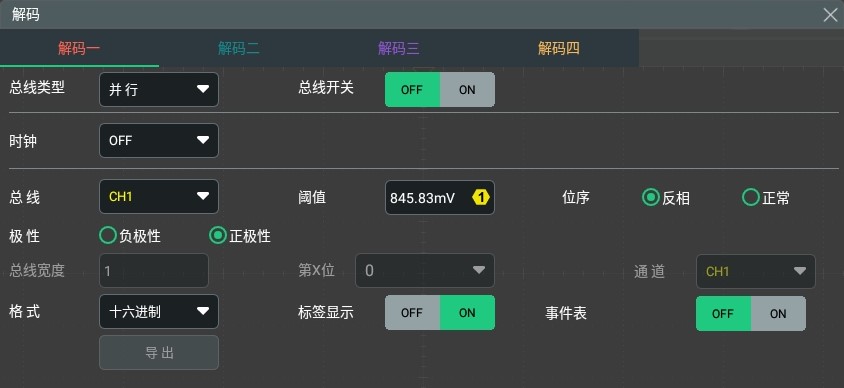 解码
解码一 解码二 解码三 解码四
总线类型 并行 总线开关 OFF ON
时钟 OFF
总线 CH1 阈值 845.83mV 1 位序 反相 正常
极性 负极性 正极性
总线宽度 1 第X位 0 通道 CH1
格式 十六进制 标签显示 OFF ON 事件表 OFF ON
导出